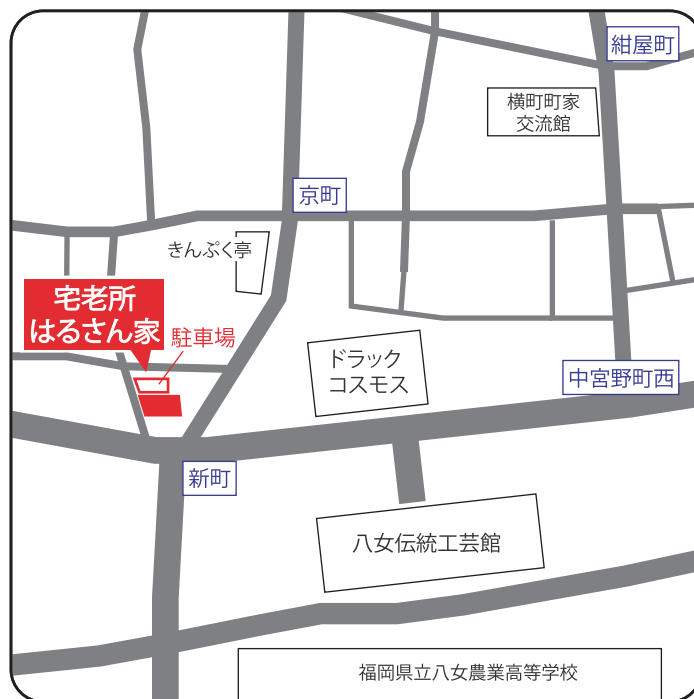 紺屋町
横町町家
交流館
京町
きんぷく亭
宅老所
はるさん家
駐車場
ドラック
コスモス
中宮野町西
新町
八女伝統工芸館
福岡県立八女農業高等学校